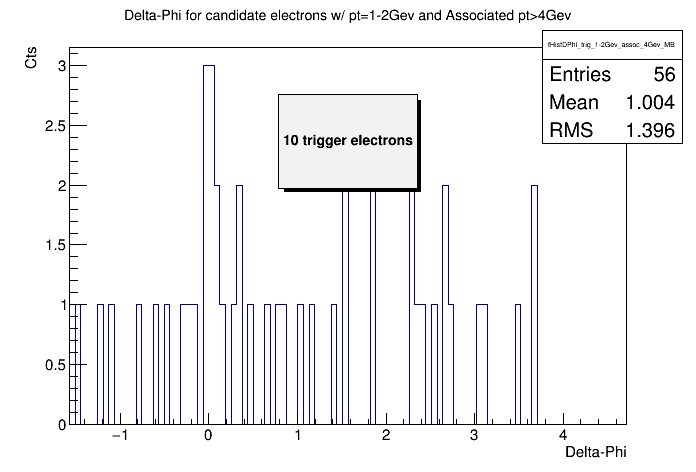 Delta-Phi for candidate electrons w/ pt=1-2Gev and Associated pt>4Gev
fHistDPhi_trig_1-2Gev_assoc_4Gev_MB
Entries 56
Mean 1.004
RMS 1.396
Cts
3
2.5
2
1.5
1
0.5
0
10 trigger electrons
−1 0 1 2 3 4
Delta-Phi